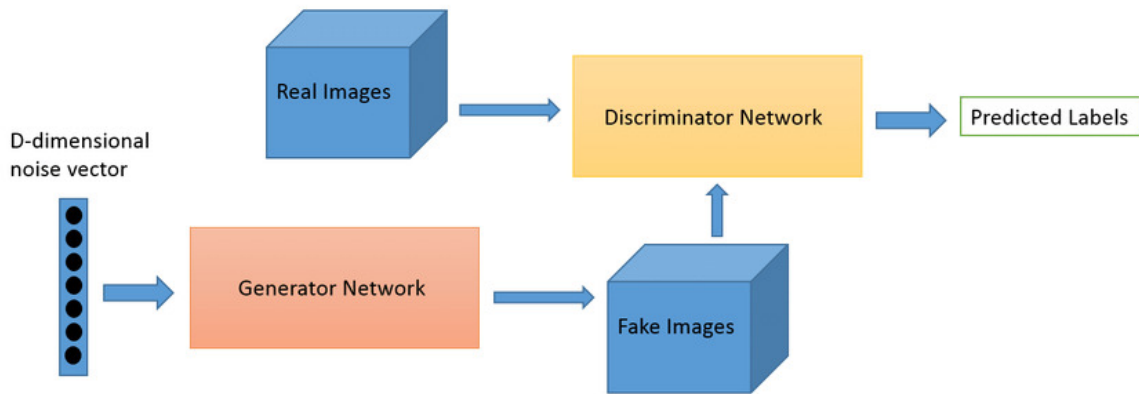 Real Images
Discriminator Network
Predicted Labels
D-dimensional
noise vector
Generator Network
Fake Images